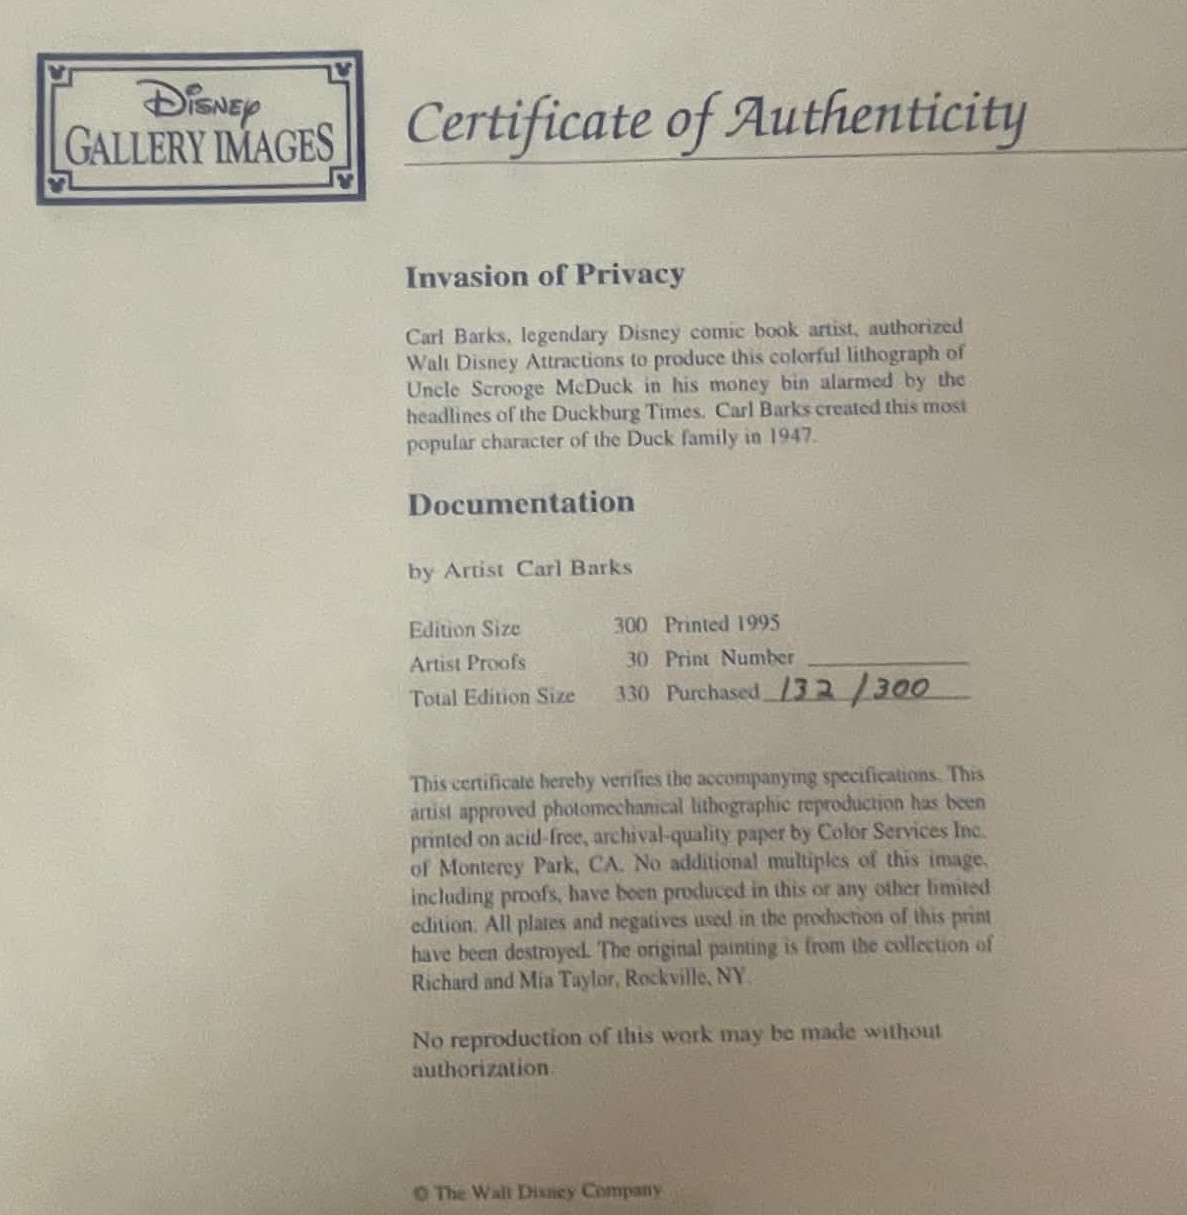 DISNEY
GALLERY IMAGES
Certificate of Authenticity
Invasion of Privacy
Carl Barks, legendary Disney comic book artist, authorized
Walt Disney Attractions to produce this colorful lithograph of
Uncle Scrooge McDuck in his money bin alarmed by the
headlines of the Duckburg Times. Carl Barks created this most
popular character of the Duck family in 1947.
Documentation
by Artist Carl Barks
Edition Size 300 Printed 1995
Artist Proofs 30 Print Number
Total Edition Size 330 Purchased 132/300
This certificate hereby verifies the accompanying specifications. This
artist approved photomechanical lithographic reproduction has been
printed on acid-free, archival-quality paper by Color Services Inc.
of Monterey Park, CA. No additional multiples of this image,
including proofs, have been produced in this or any other limited
edition. All plates and negatives used in the production of this print
have been destroyed. The original painting is from the collection of
Richard and Mia Taylor, Rockville, NY.
No reproduction of this work may be made without
authorization.
© The Walt Disney Company